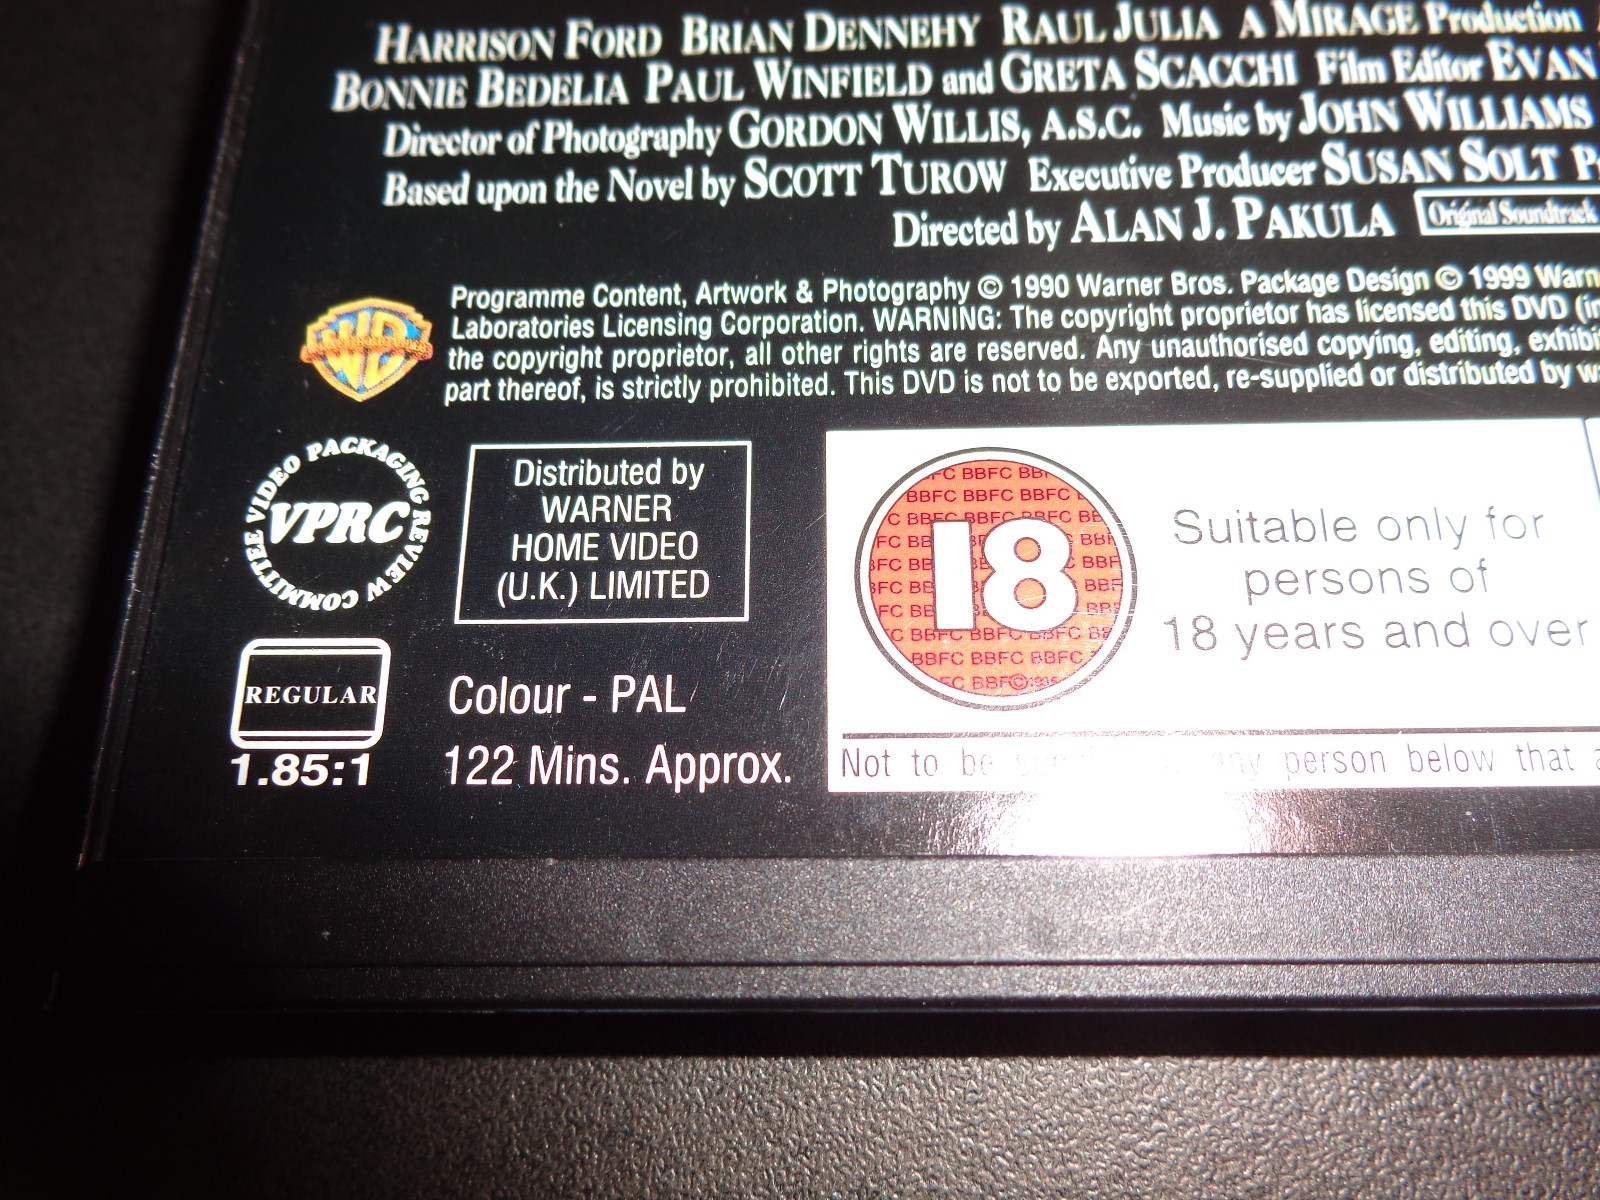 HARRISON FORD BRIAN DENNEHY RAUL JULIA A MIRAGE Production
BONNIE BEDELIA PAUL WINFIELD and GRETA SCACCHI Film Editor EVAN
Director of Photography GORDON WILLIS, A.S.C. Music by JOHN WILLIAMS
Based upon the Novel by SCOTT TUROW Executive Producer SUSAN SOLT
Directed by ALAN J. PAKULA Original Soundtrack
Programme Content, Artwork & Photography © 1990 Warner Bros. Package Design © 1999
Laboratories Licensing Corporation. WARNING: The copyright proprietor has licensed this DVD
the copyright proprietor, all other rights are reserved. Any unauthorised copying, editing,
part thereof, is strictly prohibited. This DVD is not to be exported, re-supplied or distributed by
VIDEO PACKAGING REVIEW COMMITTEE
VPRC
Distributed by
WARNER
HOME VIDEO
(U.K.) LIMITED
REGULAR
1.85:1
Colour - PAL
122 Mins. Approx.
BBFC BBFC BBFC
18
Suitable only for
persons of
18 years and over
Not to be any person below that